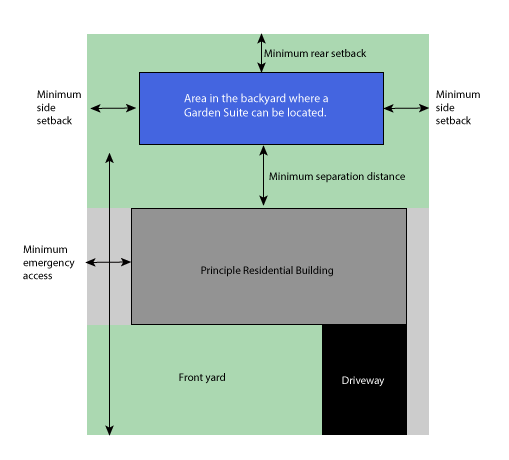 Minimum rear setback
Minimum
side
setback
Area in the backyard where a
Garden Suite can be located.
Minimum
side
setback
Minimum separation distance
Minimum
emergency
access
Principle Residential Building
Front yard
Driveway